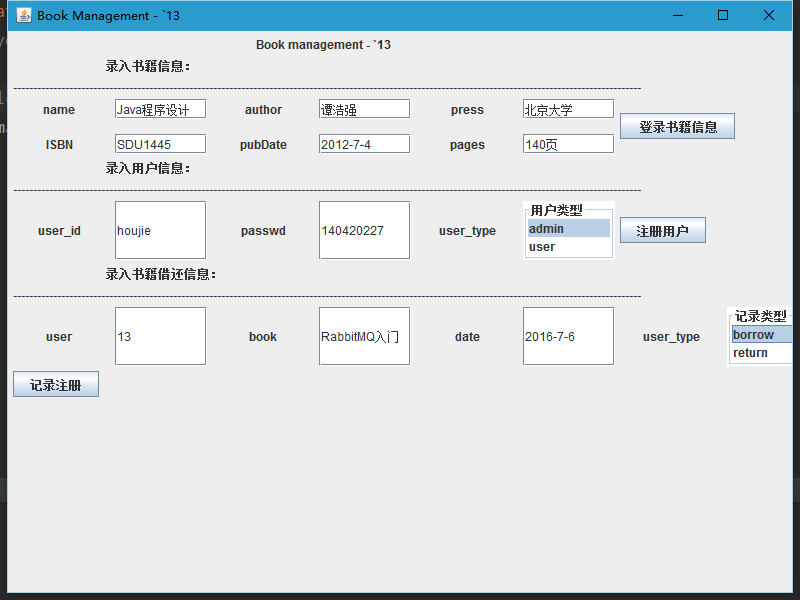 Book Management - `13
Book management - `13
录入书籍信息：
name Java程序设计 author 谭浩强 press 北京大学
登录书籍信息
ISBN SDU1445 pubDate 2012-7-4 pages 140页
录入用户信息：
用户类型
user_id houjie passwd 140420227 user_type admin 注册用户
user
录入书籍借还信息：
记录类型
user 13 book RabbitMQ入门 date 2016-7-6 user_type borrow
return
记录注册